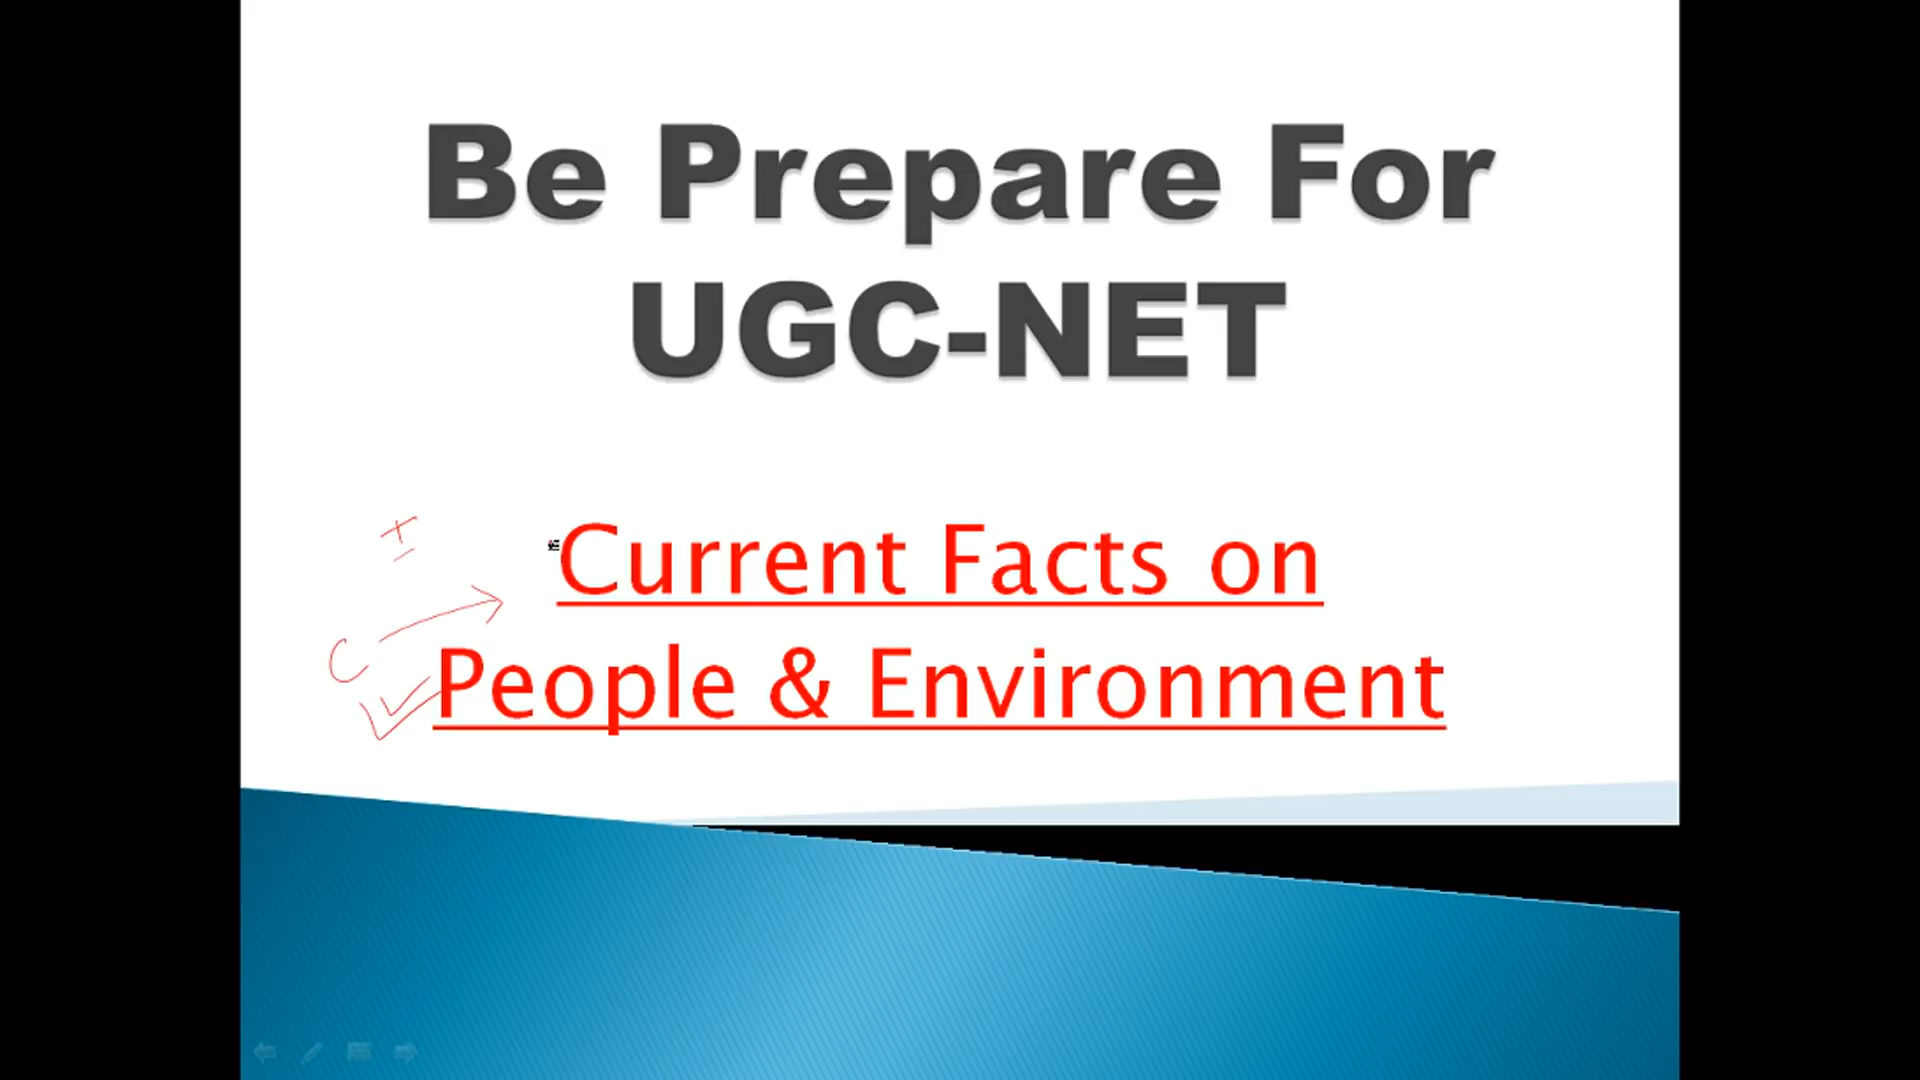 Be Prepare For
UGC-NET
Current Facts on
People & Environment